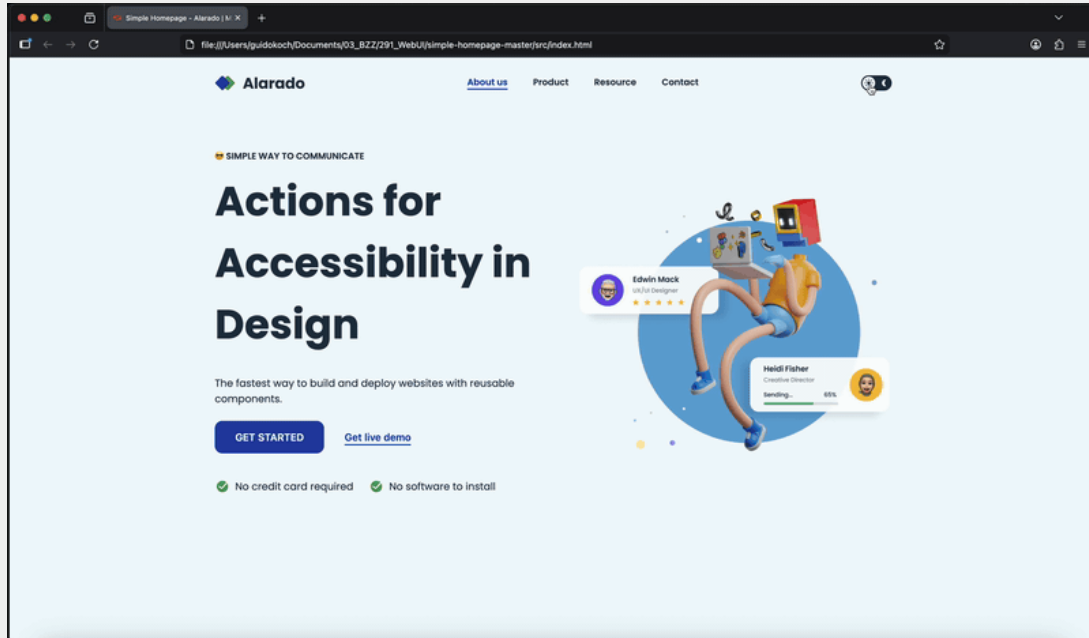 Simple Homepage - Alarado | M
file:///Users/guidokoch/Documents/03_BZZ/291_WebUI/simple-homepage-master/src/index.html
Alarado
About us Product Resource Contact
SIMPLE WAY TO COMMUNICATE
Actions for
Accessibility in
Design
Edwin Mack
UX/UI Designer
Heidi Fisher
Creative Director
Sending... 65%
The fastest way to build and deploy websites with reusable
components.
GET STARTED Get live demo
No credit card required No software to install